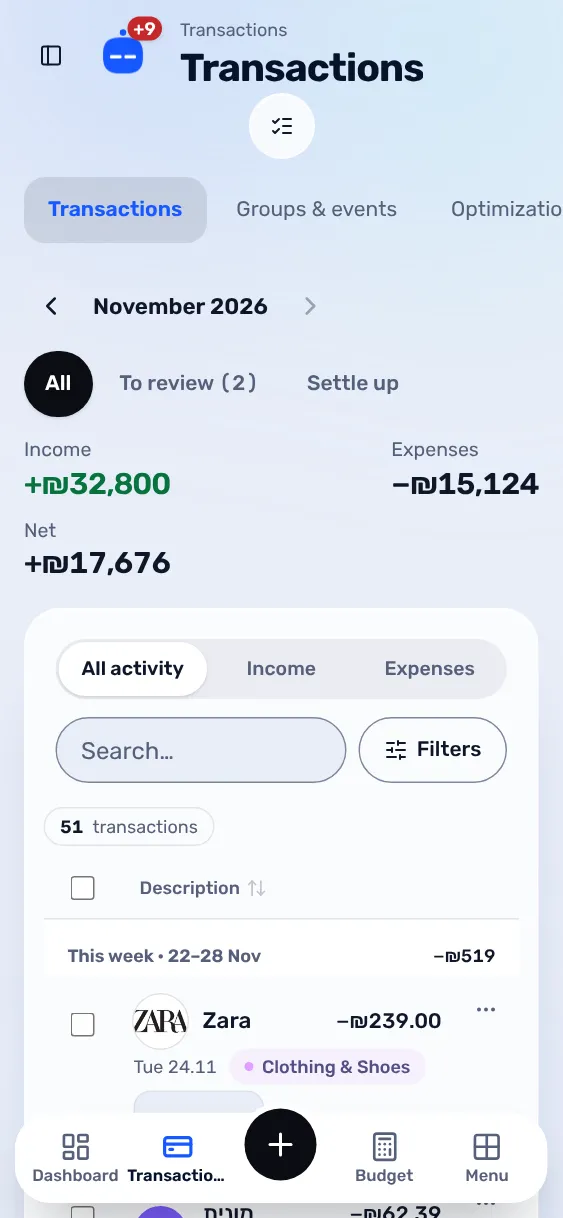 +9
Transactions
Transactions
Transactions Groups & events Optimizatio
November 2026
All To review (2) Settle up
Income Expenses
+₪32,800 −₪15,124
Net
+₪17,676
All activity Income Expenses
Search... Filters
51 transactions
Description
This week • 22–28 Nov −₪519
ZARA Zara −₪239.00
Tue 24.11 Clothing & Shoes
Dashboard Transactio... Budget Menu
מונית −₪62.39